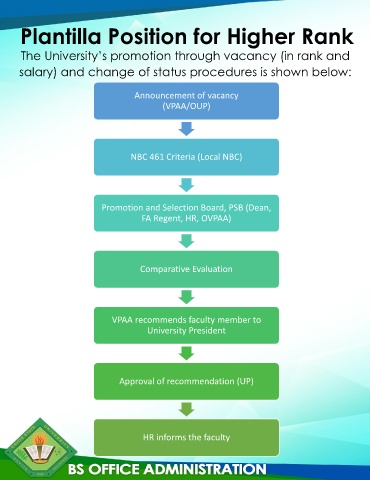 Plantilla Position for Higher Rank
The University's promotion through vacancy (in rank and
salary) and change of status procedures is shown below:
Announcement of vacancy
(VPAA/OUP)
NBC 461 Criteria (Local NBC)
Promotion and Selection Board, PSB (Dean,
FA Regent, HR, OVPAA)
Comparative Evaluation
VPAA recommends faculty member to
University President
Approval of recommendation (UP)
HR informs the faculty
BS OFFICE ADMINISTRATION